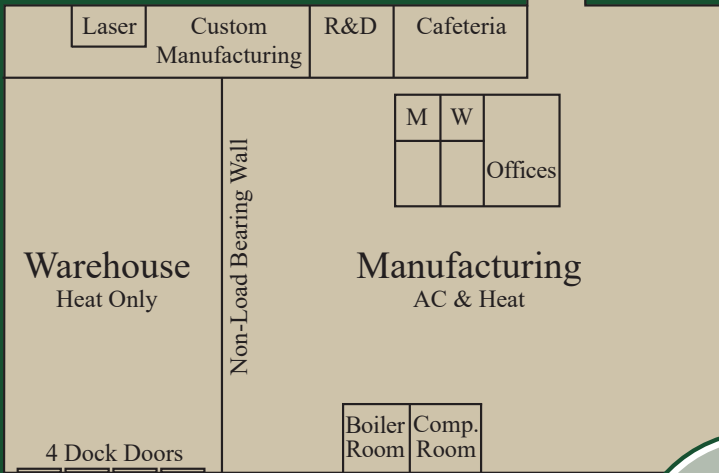 Laser
Custom
Manufacturing
R&D
Cafeteria
M
W
Offices
Non-Load Bearing Wall
Warehouse
Heat Only
Manufacturing
AC & Heat
Boiler
Room
Comp.
Room
4 Dock Doors